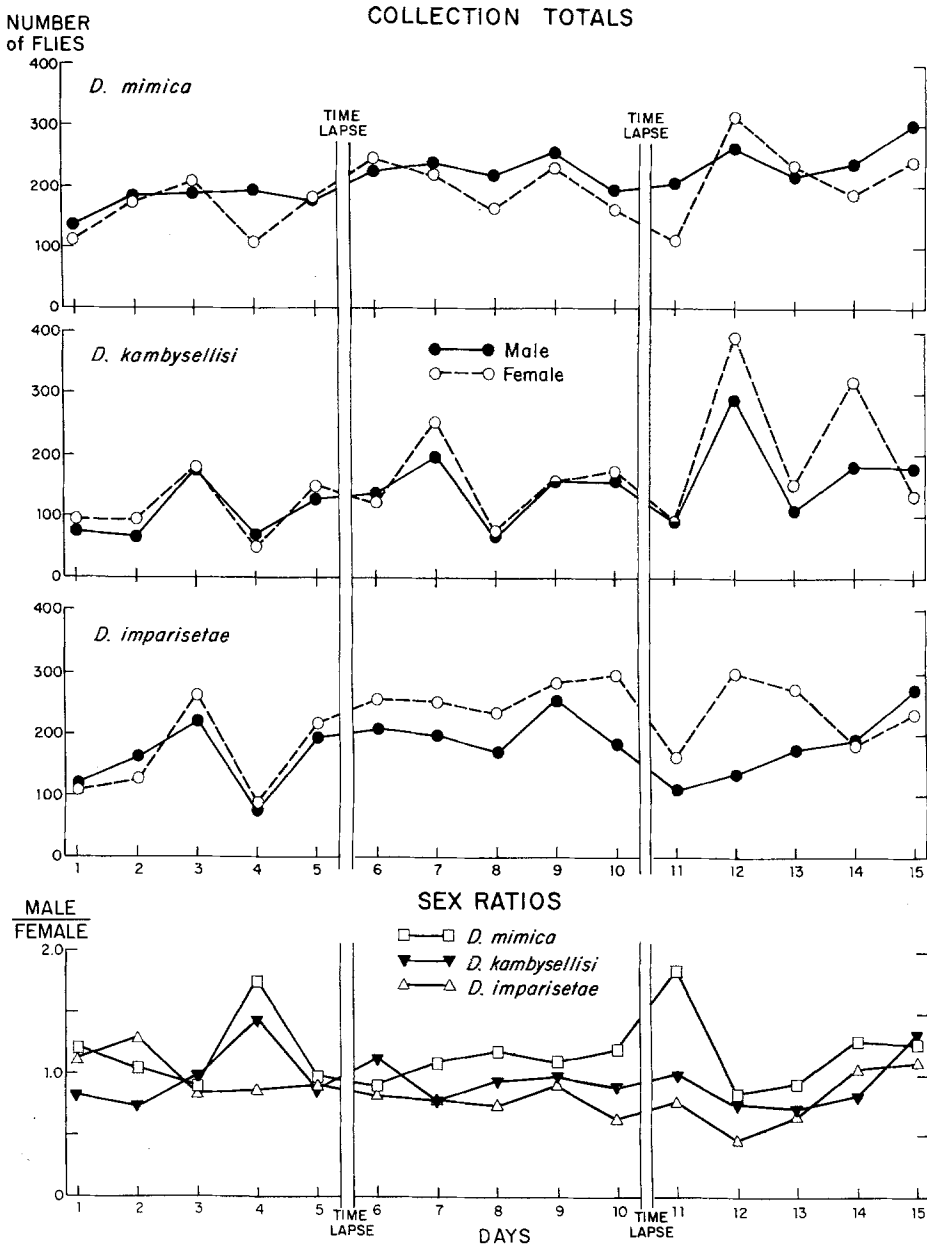 COLLECTION TOTALS
NUMBER
of FLIES
400
300
200
100
0
D. mimica
TIME
LAPSE
TIME
LAPSE
400
300
200
100
0
D. kambysellisi
Male
Female
400
300
200
100
0
D. imparisetae
1 2 3 4 5 6 7 8 9 10 11 12 13 14 15
SEX RATIOS
MALE
FEMALE
2.0
1.0
0
D. mimica
D. kambysellisi
D. imparisetae
1 2 3 4 5 6 7 8 9 10 11 12 13 14 15
TIME
LAPSE
DAYS
TIME
LAPSE